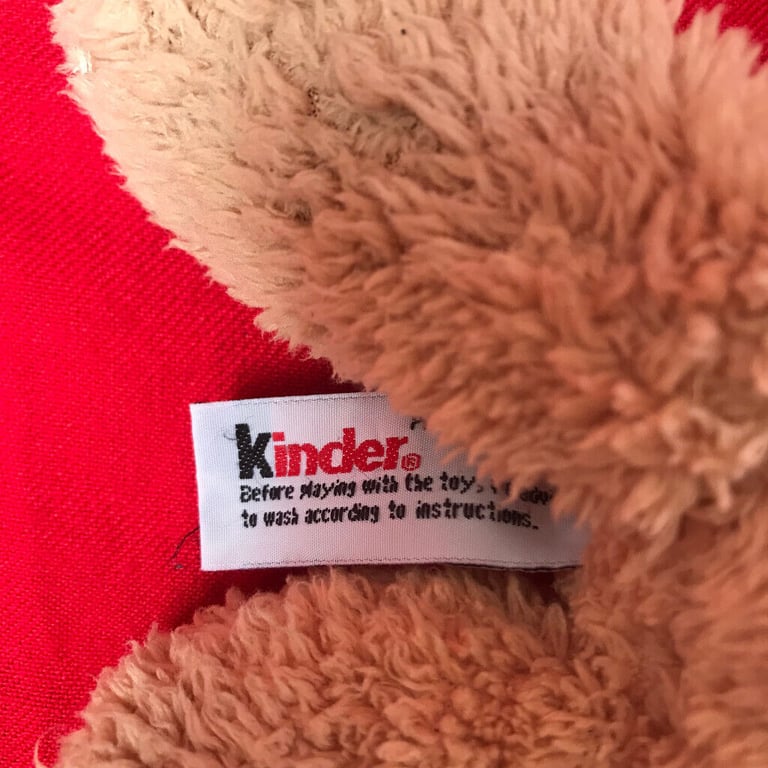 kinder®
Before playing with the toys,
to wash according to instructions.